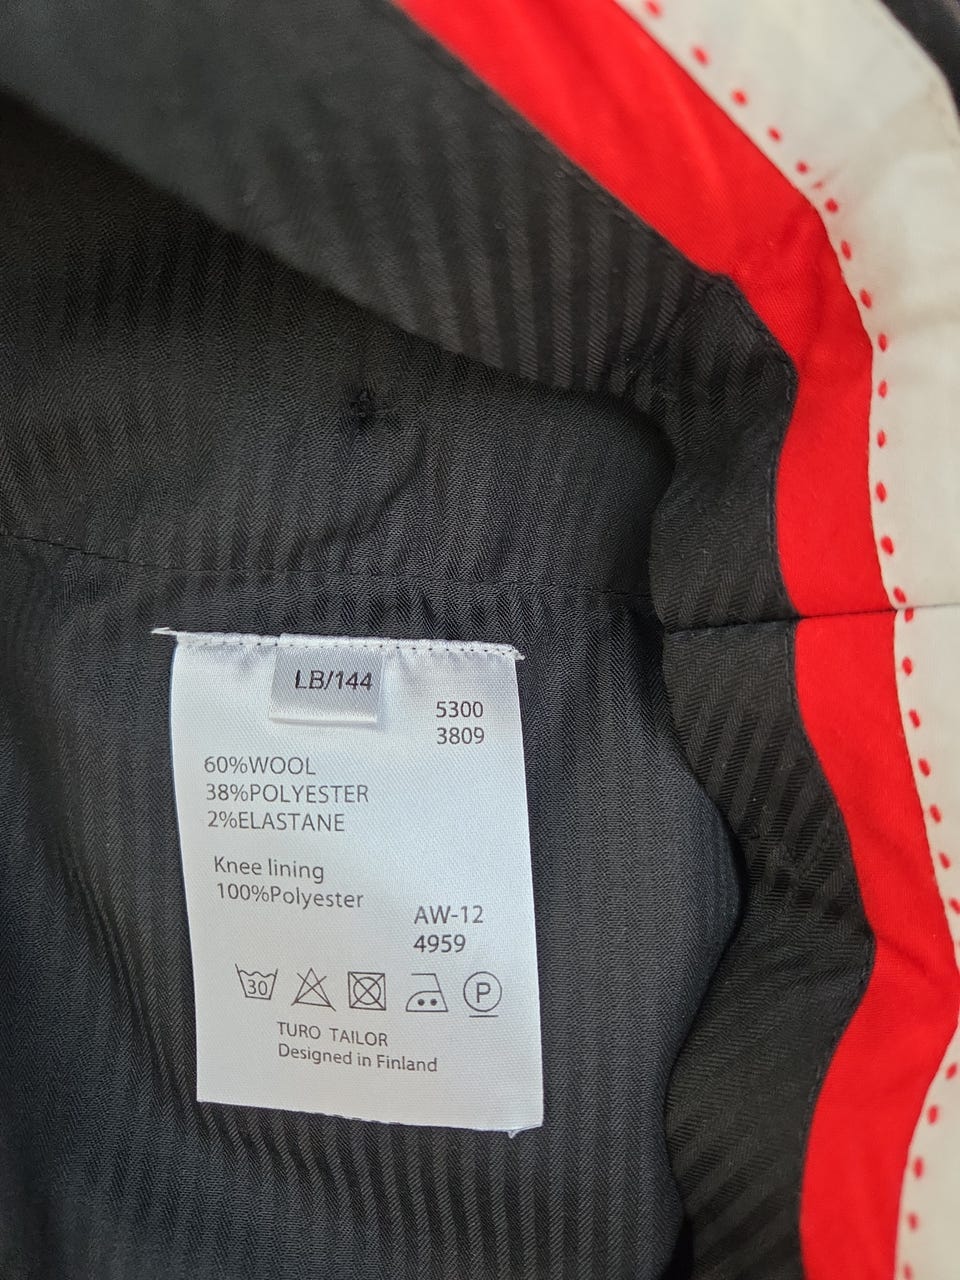 LB/144
5300
3809
60%WOOL
38%POLYESTER
2%ELASTANE
Knee lining
100%Polyester
AW-12
4959
30
P
TURO TAILOR
Designed in Finland